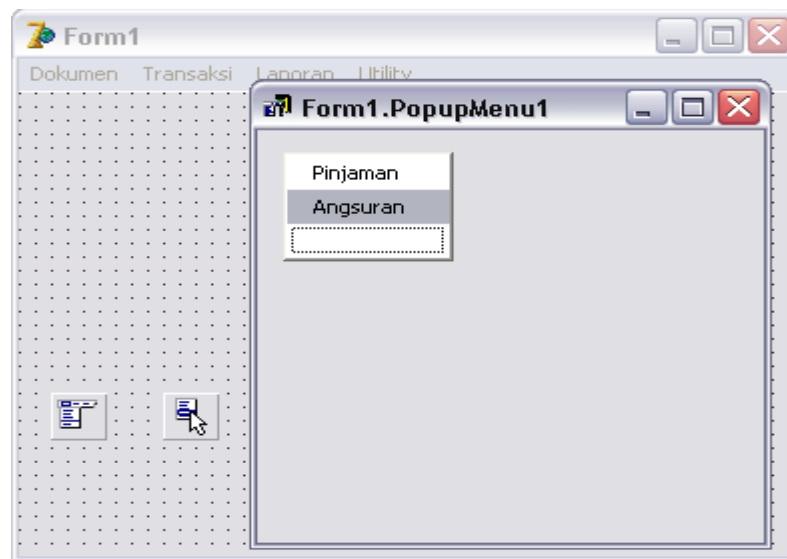 Form1
Dokumen Transaksi Laporan Utility
Form1.PopupMenu1
Pinjaman
Angsuran